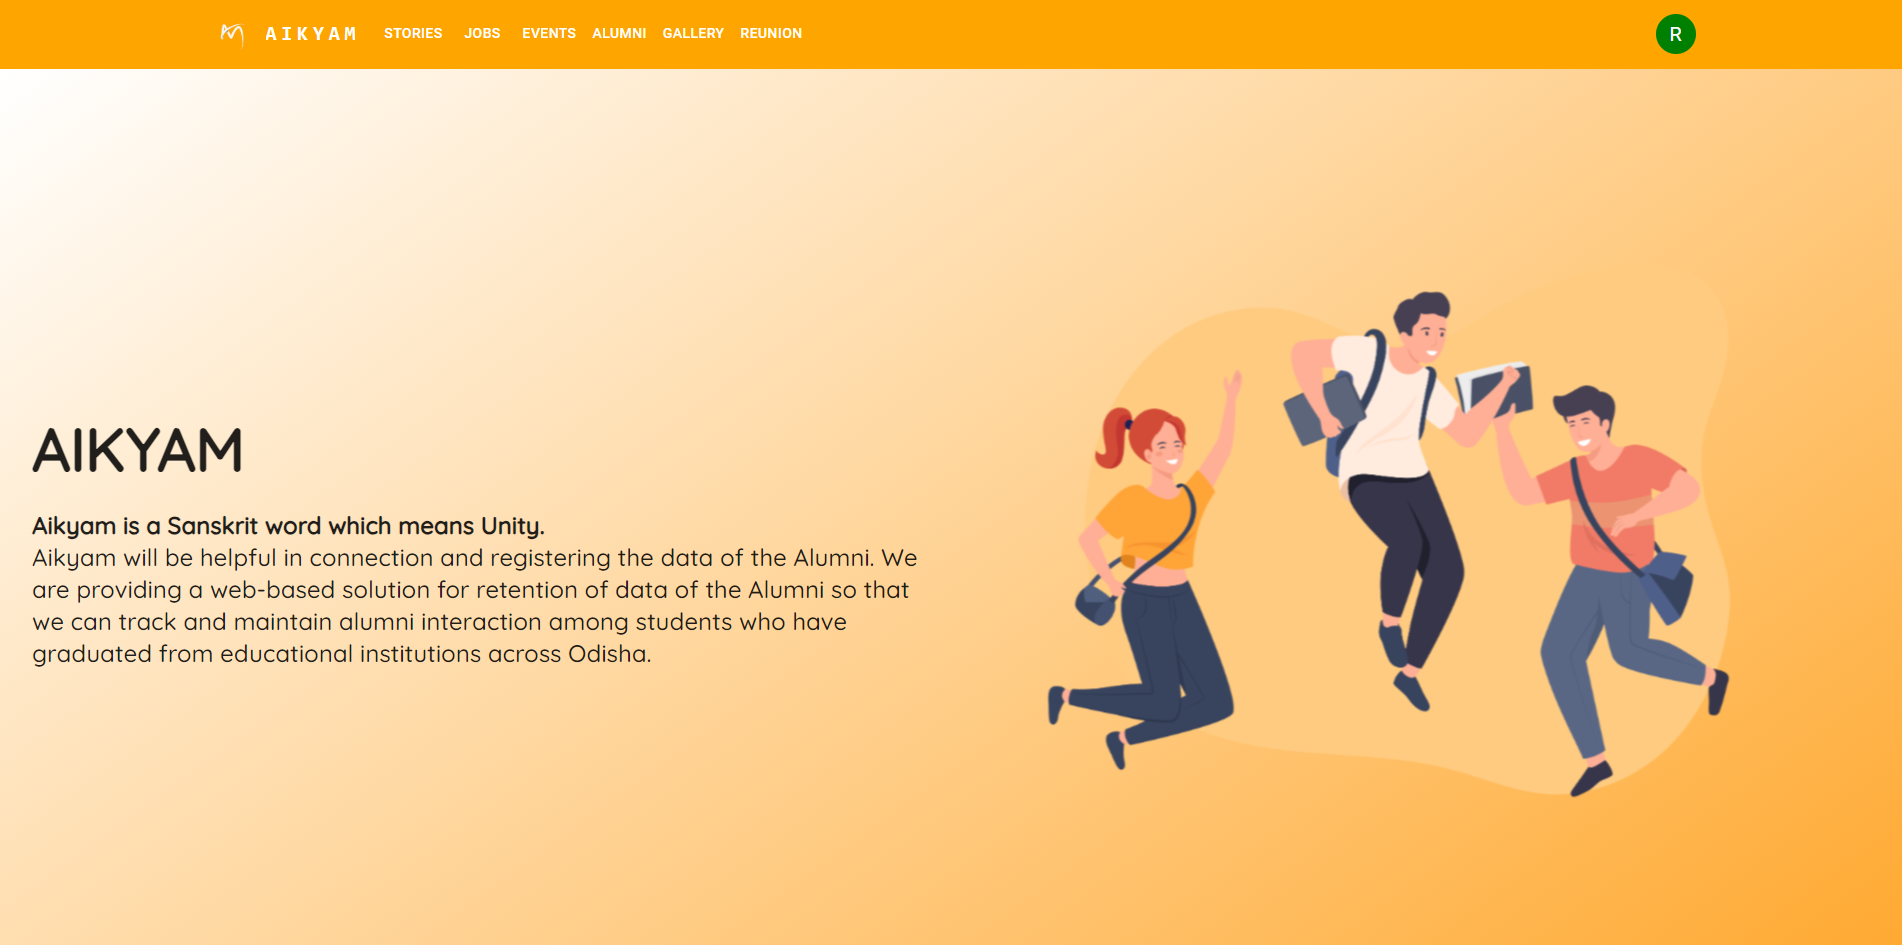 AIKYAM STORIES JOBS EVENTS ALUMNI GALLERY REUNION R
AIKYAM
Aikyam is a Sanskrit word which means Unity.
Aikyam will be helpful in connection and registering the data of the Alumni. We
are providing a web-based solution for retention of data of the Alumni so that
we can track and maintain alumni interaction among students who have
graduated from educational institutions across Odisha.